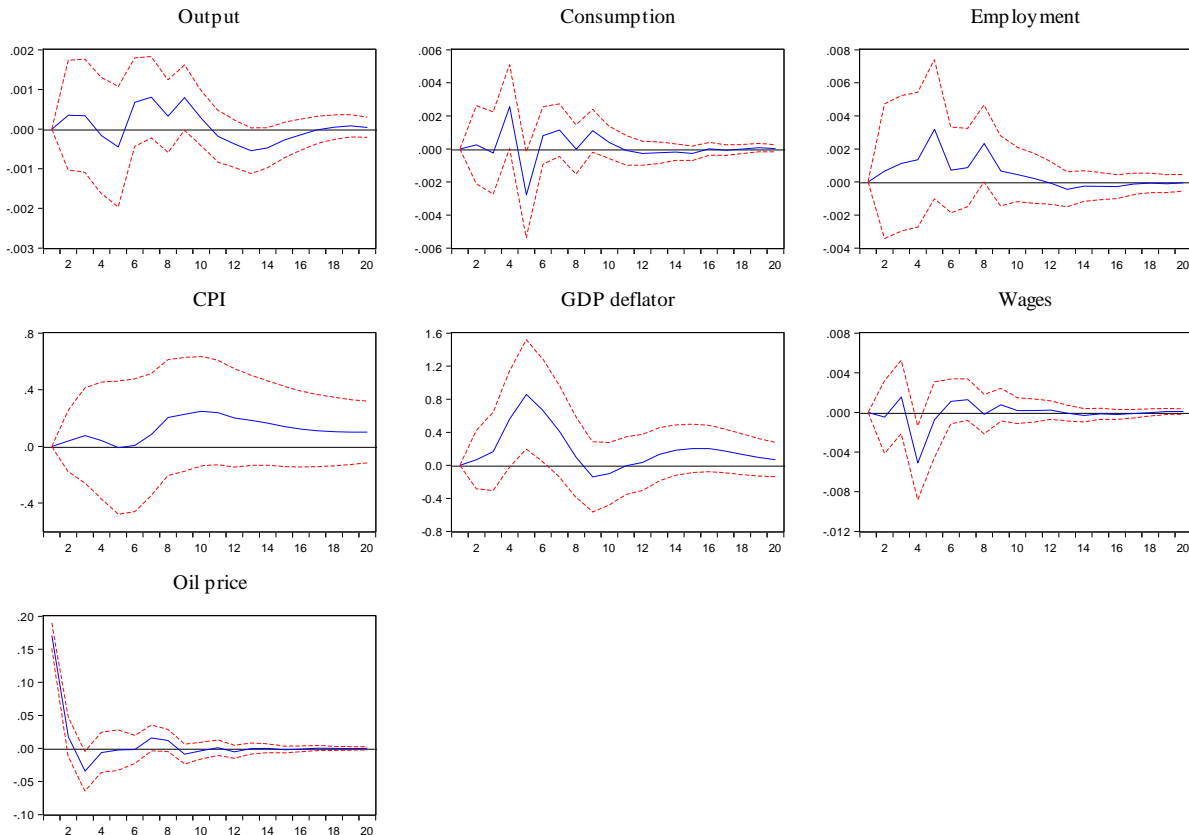 Output Consumption Employment
.002 .006 .008
.001 .004 .006
.000 .002 .004
-.001 .000 .002
-.002 -.002 .000
-.003 -.004 -.002
-.006 -.004
2 4 6 8 10 12 14 16 18 20 2 4 6 8 10 12 14 16 18 20 2 4 6 8 10 12 14 16 18 20
CPI GDP deflator Wages
.8 1.6 .008
.4 1.2 .004
.0 0.8 .000
-.4 0.4 -.004
0.0 -.008
-0.4 -.012
-0.8
2 4 6 8 10 12 14 16 18 20 2 4 6 8 10 12 14 16 18 20 2 4 6 8 10 12 14 16 18 20
Oil price
.20
.15
.10
.05
.00
-.05
-.10
2 4 6 8 10 12 14 16 18 20